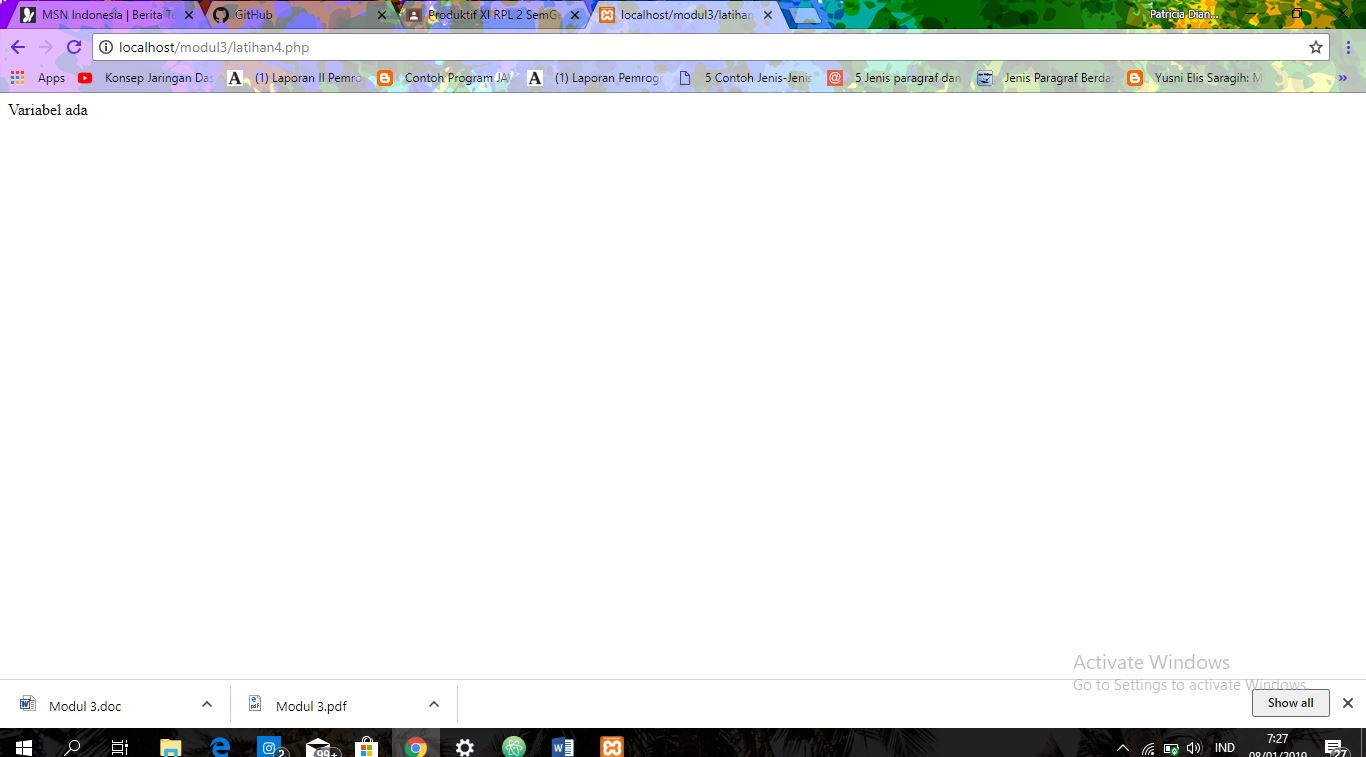 MSN Indonesia | Berita Te
GitHub
Produktif XI RPL 2 SemGe
localhost/modul3/latihan
Patricia Dian...
localhost/modul3/latihan4.php
Apps
Konsep Jaringan Das
(1) Laporan II Pemro
Contoh Program JAV
(1) Laporan Pemrog
5 Contoh Jenis-Jenis
5 Jenis paragraf dan
Jenis Paragraf Berdas
Yusni Elis Saragih: M
Variabel ada
Activate Windows
Go to Settings to activate Windows.
Modul 3.doc
Modul 3.pdf
Show all
2
99+
IND
7:27
08/01/2019
27